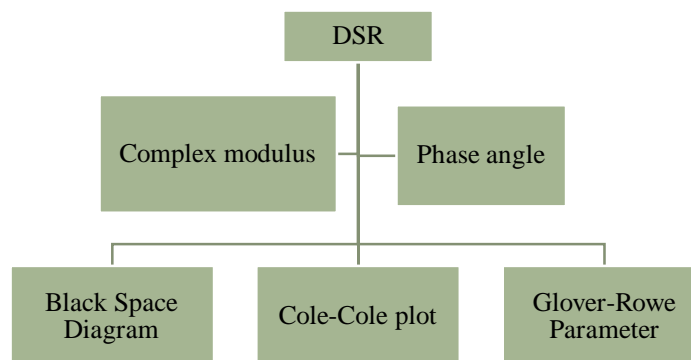 DSR
Complex modulus
Phase angle
Black Space
Diagram
Cole-Cole plot
Glover-Rowe
Parameter